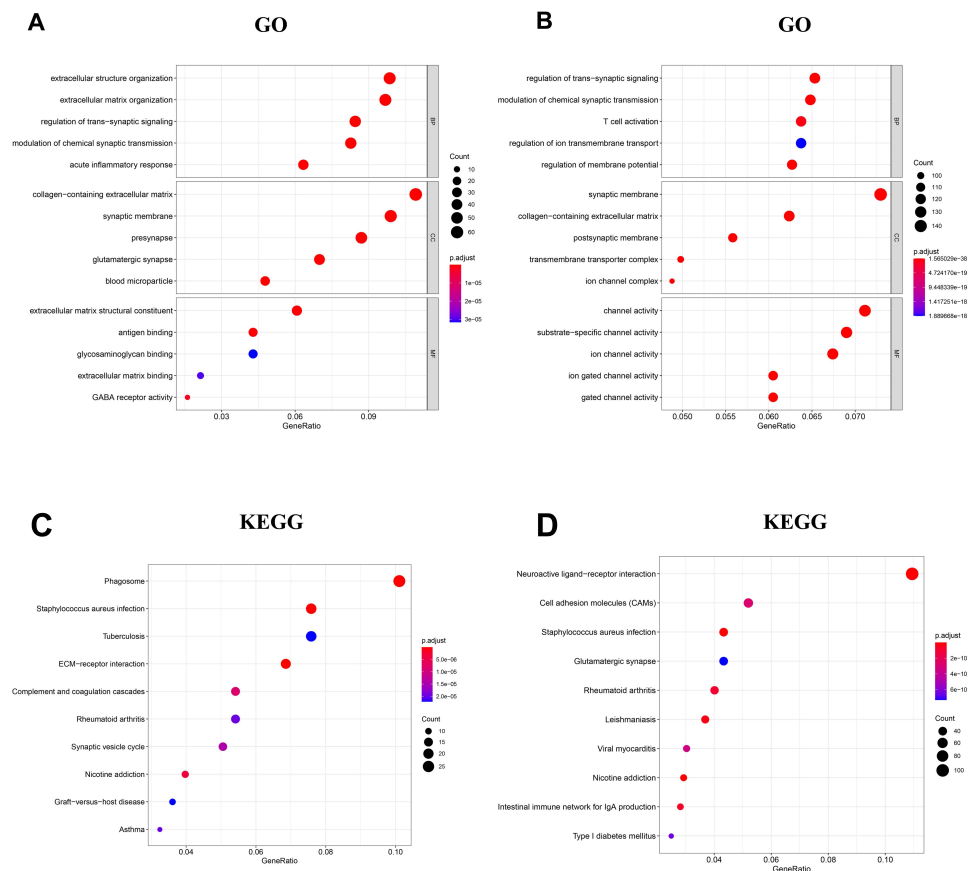 A
GO
extracellular structure organization
extracellular matrix organization
regulation of trans-synaptic signaling
modulation of chemical synaptic transmission
acute inflammatory response
BP
collagen-containing extracellular matrix
synaptic membrane
presynapse
glutamatergic synapse
blood microparticle
CC
extracellular matrix structural constituent
antigen binding
glycosaminoglycan binding
extracellular matrix binding
GABA receptor activity
MF
0.03 0.06 0.09
GeneRatio
Count
10
20
30
40
50
60
p.adjust
1e-05
2e-05
3e-05
B
GO
regulation of trans-synaptic signaling
modulation of chemical synaptic transmission
T cell activation
regulation of ion transmembrane transport
regulation of membrane potential
BP
synaptic membrane
collagen-containing extracellular matrix
postsynaptic membrane
transmembrane transporter complex
ion channel complex
CC
channel activity
substrate-specific channel activity
ion channel activity
ion gated channel activity
gated channel activity
MF
0.050 0.055 0.060 0.065 0.070
GeneRatio
Count
100
110
120
130
140
p.adjust
1.565029e-38
4.724170e-19
9.448339e-19
1.417251e-18
1.889668e-18
C
KEGG
Phagosome
Staphylococcus aureus infection
Tuberculosis
ECM-receptor interaction
Complement and coagulation cascades
Rheumatoid arthritis
Synaptic vesicle cycle
Nicotine addiction
Graft-versus-host disease
Asthma
0.04 0.06 0.08 0.10
GeneRatio
p.adjust
5.0e-06
1.0e-05
1.5e-05
2.0e-05
Count
10
15
20
25
D
KEGG
Neuroactive ligand-receptor interaction
Cell adhesion molecules (CAMs)
Staphylococcus aureus infection
Glutamatergic synapse
Rheumatoid arthritis
Leishmaniasis
Viral myocarditis
Nicotine addiction
Intestinal immune network for IgA production
Type I diabetes mellitus
0.04 0.06 0.08 0.10
GeneRatio
p.adjust
2e-10
4e-10
6e-10
Count
40
60
80
100